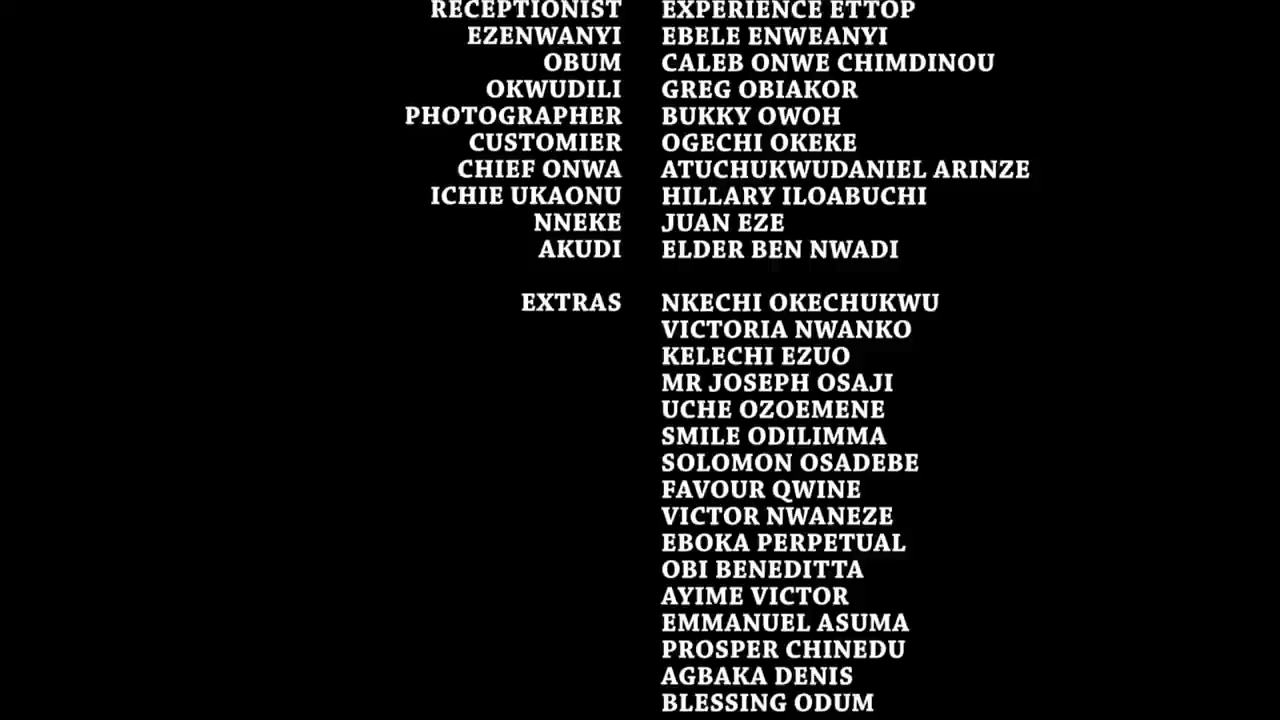 RECEPTIONIST EXPERIENCE ETTOP
EZENWANYI EBELE ENWEANYI
OBUM CALEB ONWE CHIMDINOU
OKWUDILI GREG OBIAKOR
PHOTOGRAPHER BUKKY OWOH
CUSTOMIER OGECHI OKEKE
CHIEF ONWA ATUCHUKWUDANIEL ARINZE
ICHIE UKAONU HILLARY ILOABUCHI
NNEKE JUAN EZE
AKUDI ELDER BEN NWADI
EXTRAS NKECHI OKECHUKWU
VICTORIA NWANKO
KELECHI EZUO
MR JOSEPH OSAJI
UCHE OZOEMENE
SMILE ODILIMMA
SOLOMON OSADEBE
FAVOUR QWINE
VICTOR NWANEZE
EBOKA PERPETUAL
OBI BENEDITTA
AYIME VICTOR
EMMANUEL ASUMA
PROSPER CHINEDU
AGBAKA DENIS
BLESSING ODUM